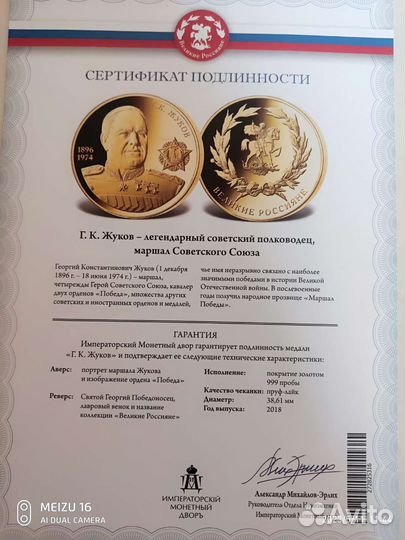 Великие Россияне
СЕРТИФИКАТ ПОДЛИННОСТИ
Г.К. ЖУКОВ
1896
1974
ВЕЛИКИЕ РОССИЯНЕ
Г. К. Жуков – легендарный советский полководец,
маршал Советского Союза
Георгий Константинович Жуков (1 декабря
1896 г. – 18 июня 1974 г.) – маршал,
четырежды Герой Советского Союза, кавалер
двух орденов «Победа», множества других
советских и иностранных орденов и медалей,
чье имя неразрывно связано с наиболее
значимыми победами в истории Великой
Отечественной войны. В послевоенные
годы получил народное прозвище «Маршал
Победы».
ГАРАНТИЯ
Императорский Монетный двор гарантирует подлинность медали
«Г. К. Жуков» и подтверждает ее следующие технические характеристики:
Аверс: портрет маршала Жукова
и изображение ордена «Победа»
Реверс: Святой Георгий Победоносец,
лавровый венок и название
коллекции «Великие Россияне»
Исполнение: покрытие золотом
999 пробы
Качество чеканки: пруф-лайк
Диаметр: 38,61 мм
Год выпуска: 2018
ИМПЕРАТОРСКІЙ
МОНЕТНЫЙ
ДВОРЪ
Александр Михайлов-Эрлих
Руководитель Отдела
Императорский
272825316
MEIZU 16
AI DUAL CAMERA
Avito